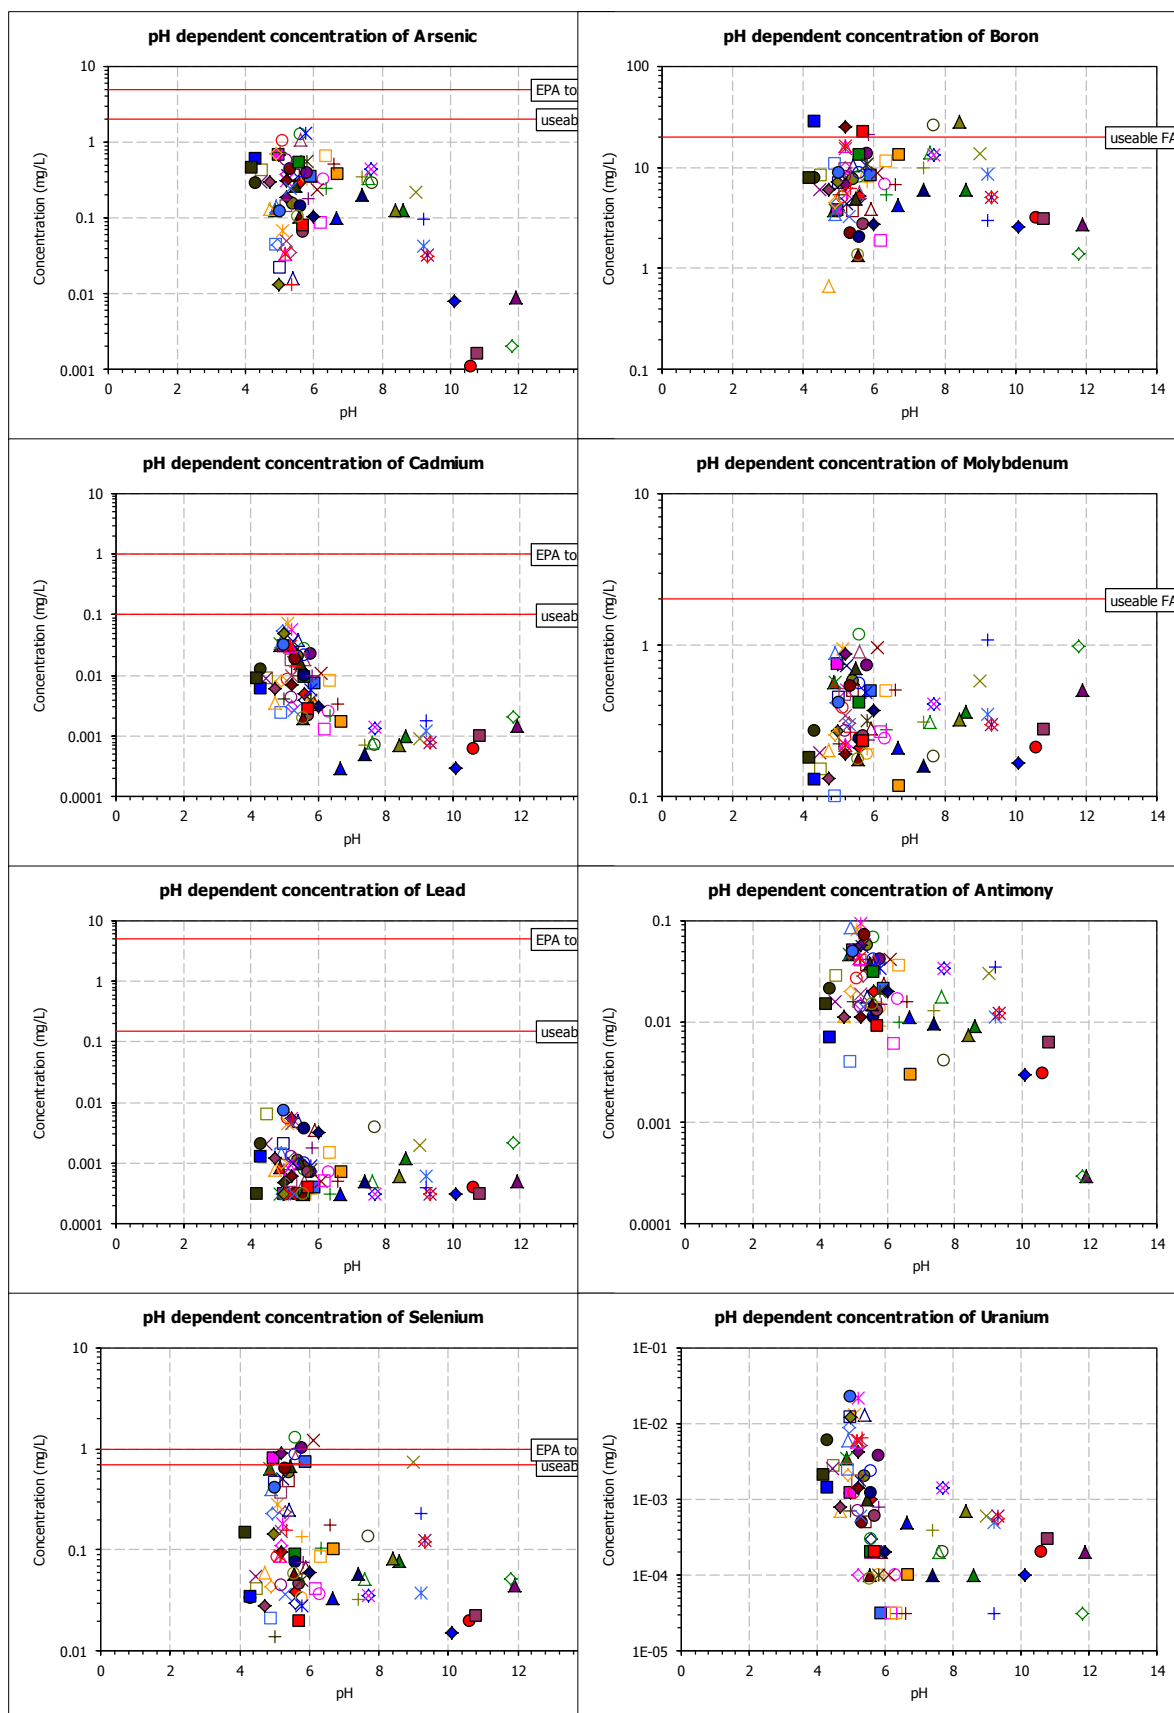 pH dependent concentration of Arsenic
10
1
0.1
0.01
0.001
0 2 4 6 8 10 12
Concentration (mg/L)
pH
EPA to
useab
pH dependent concentration of Boron
100
10
1
0.1
0 2 4 6 8 10 12 14
Concentration (mg/L)
pH
useable FA
pH dependent concentration of Cadmium
10
1
0.1
0.01
0.001
0.0001
0 2 4 6 8 10 12
Concentration (mg/L)
pH
EPA to
useab
pH dependent concentration of Molybdenum
10
1
0.1
0 2 4 6 8 10 12 14
Concentration (mg/L)
pH
useable FA
pH dependent concentration of Lead
10
1
0.1
0.01
0.001
0.0001
0 2 4 6 8 10 12
Concentration (mg/L)
pH
EPA to
useab
pH dependent concentration of Antimony
0.1
0.01
0.001
0.0001
0 2 4 6 8 10 12 14
Concentration (mg/L)
pH
pH dependent concentration of Selenium
10
1
0.1
0.01
0 2 4 6 8 10 12
Concentration (mg/L)
pH
EPA to
useab
pH dependent concentration of Uranium
1E-01
1E-02
1E-03
1E-04
1E-05
0 2 4 6 8 10 12 14
Concentration (mg/L)
pH